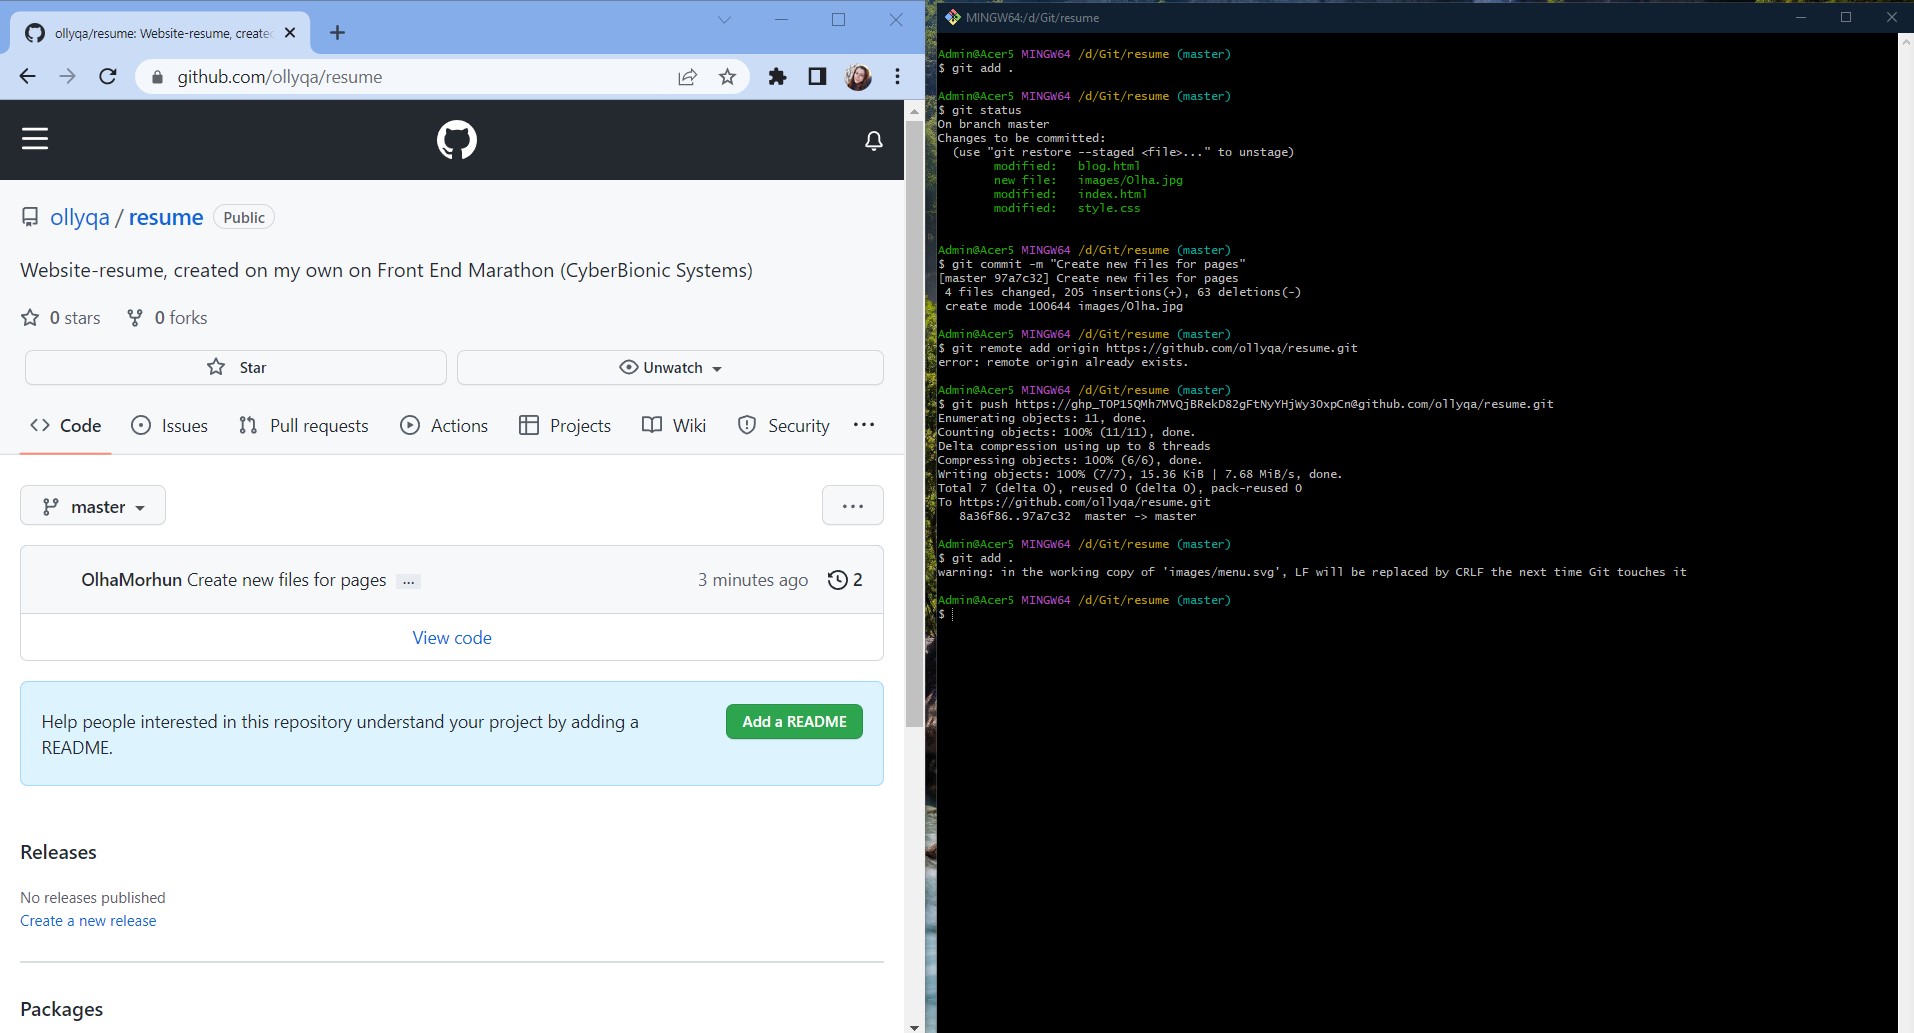 ollyqa/resume: Website-resume, create
github.com/ollyqa/resume
ollyqa / resume Public
Website-resume, created on my own on Front End Marathon (CyberBionic Systems)
0 stars 0 forks
Star Unwatch
Code Issues Pull requests Actions Projects Wiki Security ...
master ...
OlhaMorhun Create new files for pages ... 3 minutes ago 2
View code
Help people interested in this repository understand your project by adding a
README.
Add a README
Releases
No releases published
Create a new release
Packages
MINGW64:/d/Git/resume
Admin@Acer5 MINGW64 /d/Git/resume (master)
$ git add .
Admin@Acer5 MINGW64 /d/Git/resume (master)
$ git status
On branch master
Changes to be committed:
(use "git restore --staged <file>..." to unstage)
modified: blog.html
new file: images/Olha.jpg
modified: index.html
modified: style.css
Admin@Acer5 MINGW64 /d/Git/resume (master)
$ git commit -m "Create new files for pages"
[master 97a7c32] Create new files for pages
4 files changed, 205 insertions(+), 63 deletions(-)
create mode 100644 images/Olha.jpg
Admin@Acer5 MINGW64 /d/Git/resume (master)
$ git remote add origin https://github.com/ollyqa/resume.git
error: remote origin already exists.
Admin@Acer5 MINGW64 /d/Git/resume (master)
$ git push
Enumerating objects: 11, done.
Counting objects: 100% (11/11), done.
Delta compression using up to 8 threads
Compressing objects: 100% (6/6), done.
Writing objects: 100% (7/7), 15.36 KiB | 7.68 MiB/s, done.
Total 7 (delta 0), reused 0 (delta 0), pack-reused 0
To https://github.com/ollyqa/resume.git
8a36f86..97a7c32 master -> master
Admin@Acer5 MINGW64 /d/Git/resume (master)
$ git add .
warning: in the working copy of 'images/menu.svg', LF will be replaced by CRLF the next time Git touches it
Admin@Acer5 MINGW64 /d/Git/resume (master)
$